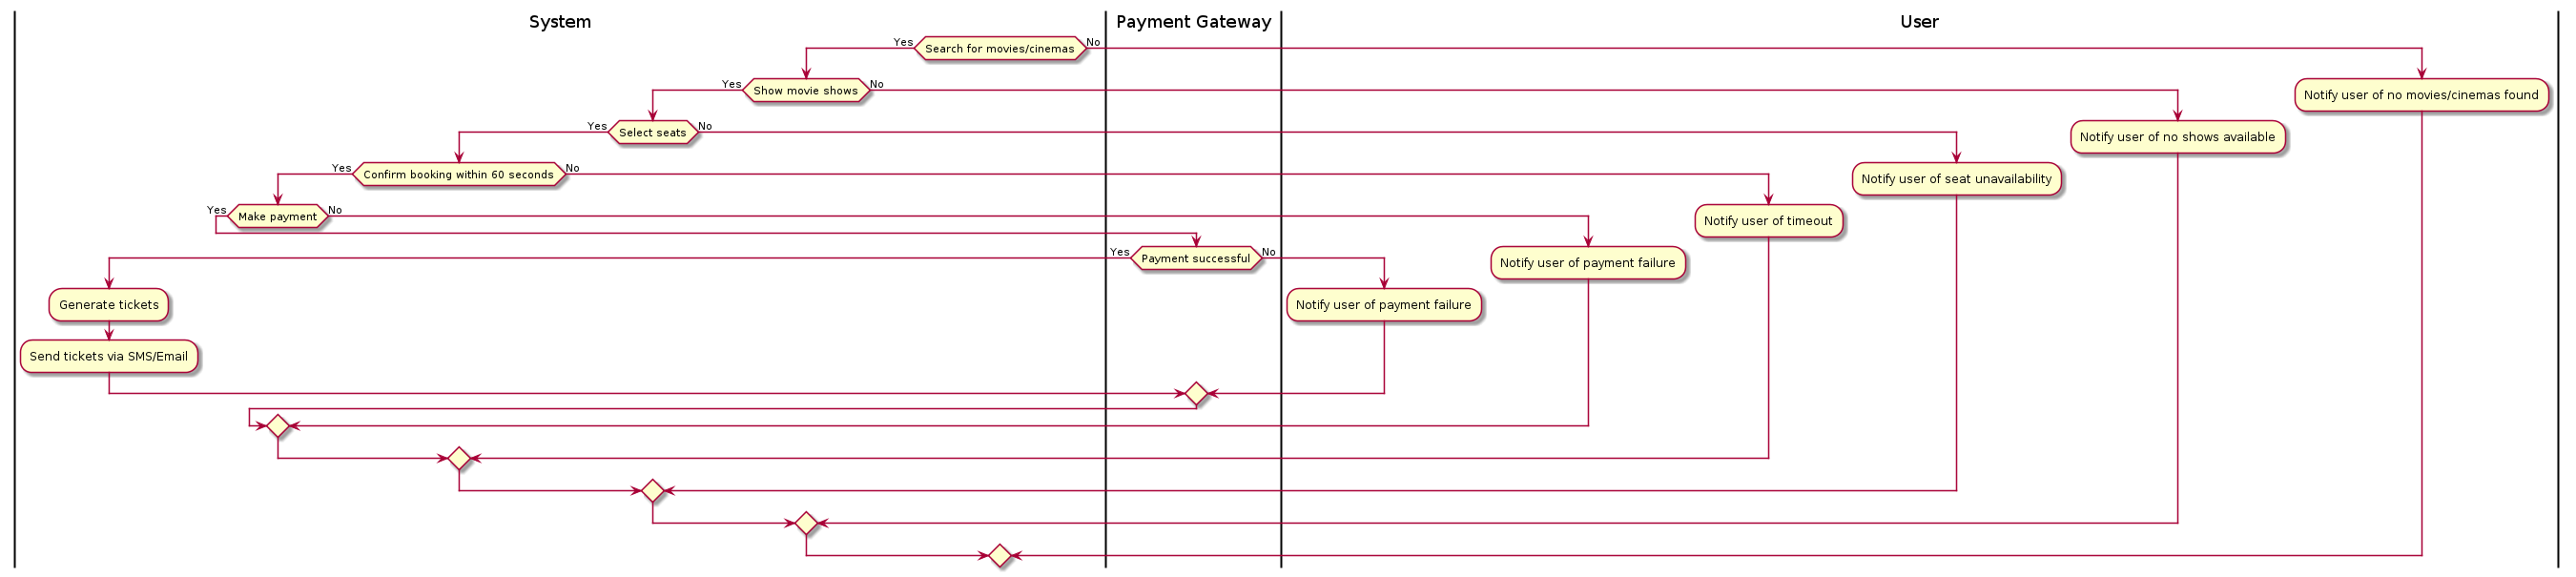 System
Payment Gateway
User
Yes
Search for movies/cinemas
No
Yes
Show movie shows
No
Notify user of no movies/cinemas found
Yes
Select seats
No
Notify user of no shows available
Yes
Confirm booking within 60 seconds
No
Notify user of seat unavailability
Yes
Make payment
No
Notify user of timeout
Yes
Payment successful
No
Notify user of payment failure
Generate tickets
Notify user of payment failure
Send tickets via SMS/Email